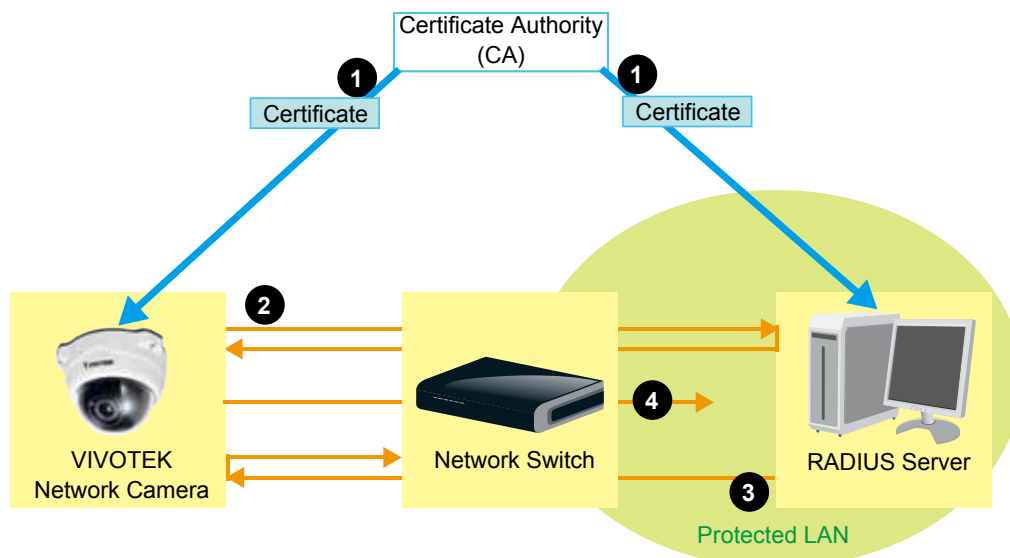 Certificate Authority
(CA)
1
1
Certificate
Certificate
2
4
VIVOTEK
Network Camera
Network Switch
RADIUS Server
3
Protected LAN